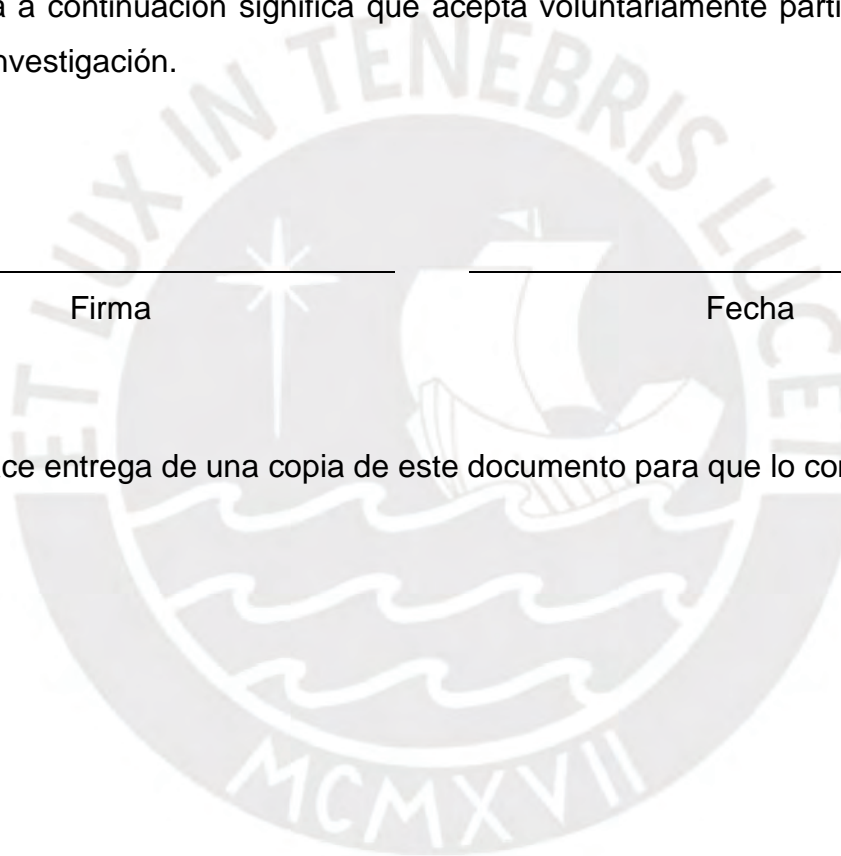 a continuación significa que acepta voluntariamente parti
nvestigación.
ET LUX IN TENEBRIS LUCET
Firma Fecha
ce entrega de una copia de este documento para que lo co
MCMXVII